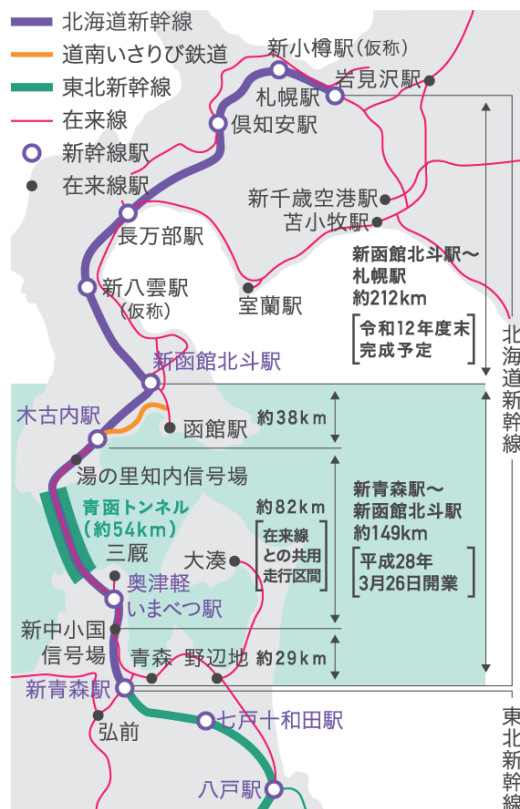 北海道新幹線
道南いさりび鉄道
東北新幹線
在来線
新幹線駅
在来線駅
新小樽駅(仮称)
岩見沢駅
札幌駅
倶知安駅
新千歳空港駅
苫小牧駅
長万部駅
新函館北斗駅～
札幌駅
約212km
令和12年度末
完成予定
新八雲駅
(仮称)
室蘭駅
北海道新幹線
新函館北斗駅
木古内駅
函館駅
約38km
湯の里知内信号場
青函トンネル
(約54km)
約82km
在来線
との共用
走行区間
新青森駅～
新函館北斗駅
約149km
平成28年
3月26日開業
三厩
大湊
奥津軽
いまべつ駅
新中小国
信号場
青森
野辺地
約29km
新青森駅
弘前
七戸十和田駅
八戸駅
東北新幹線